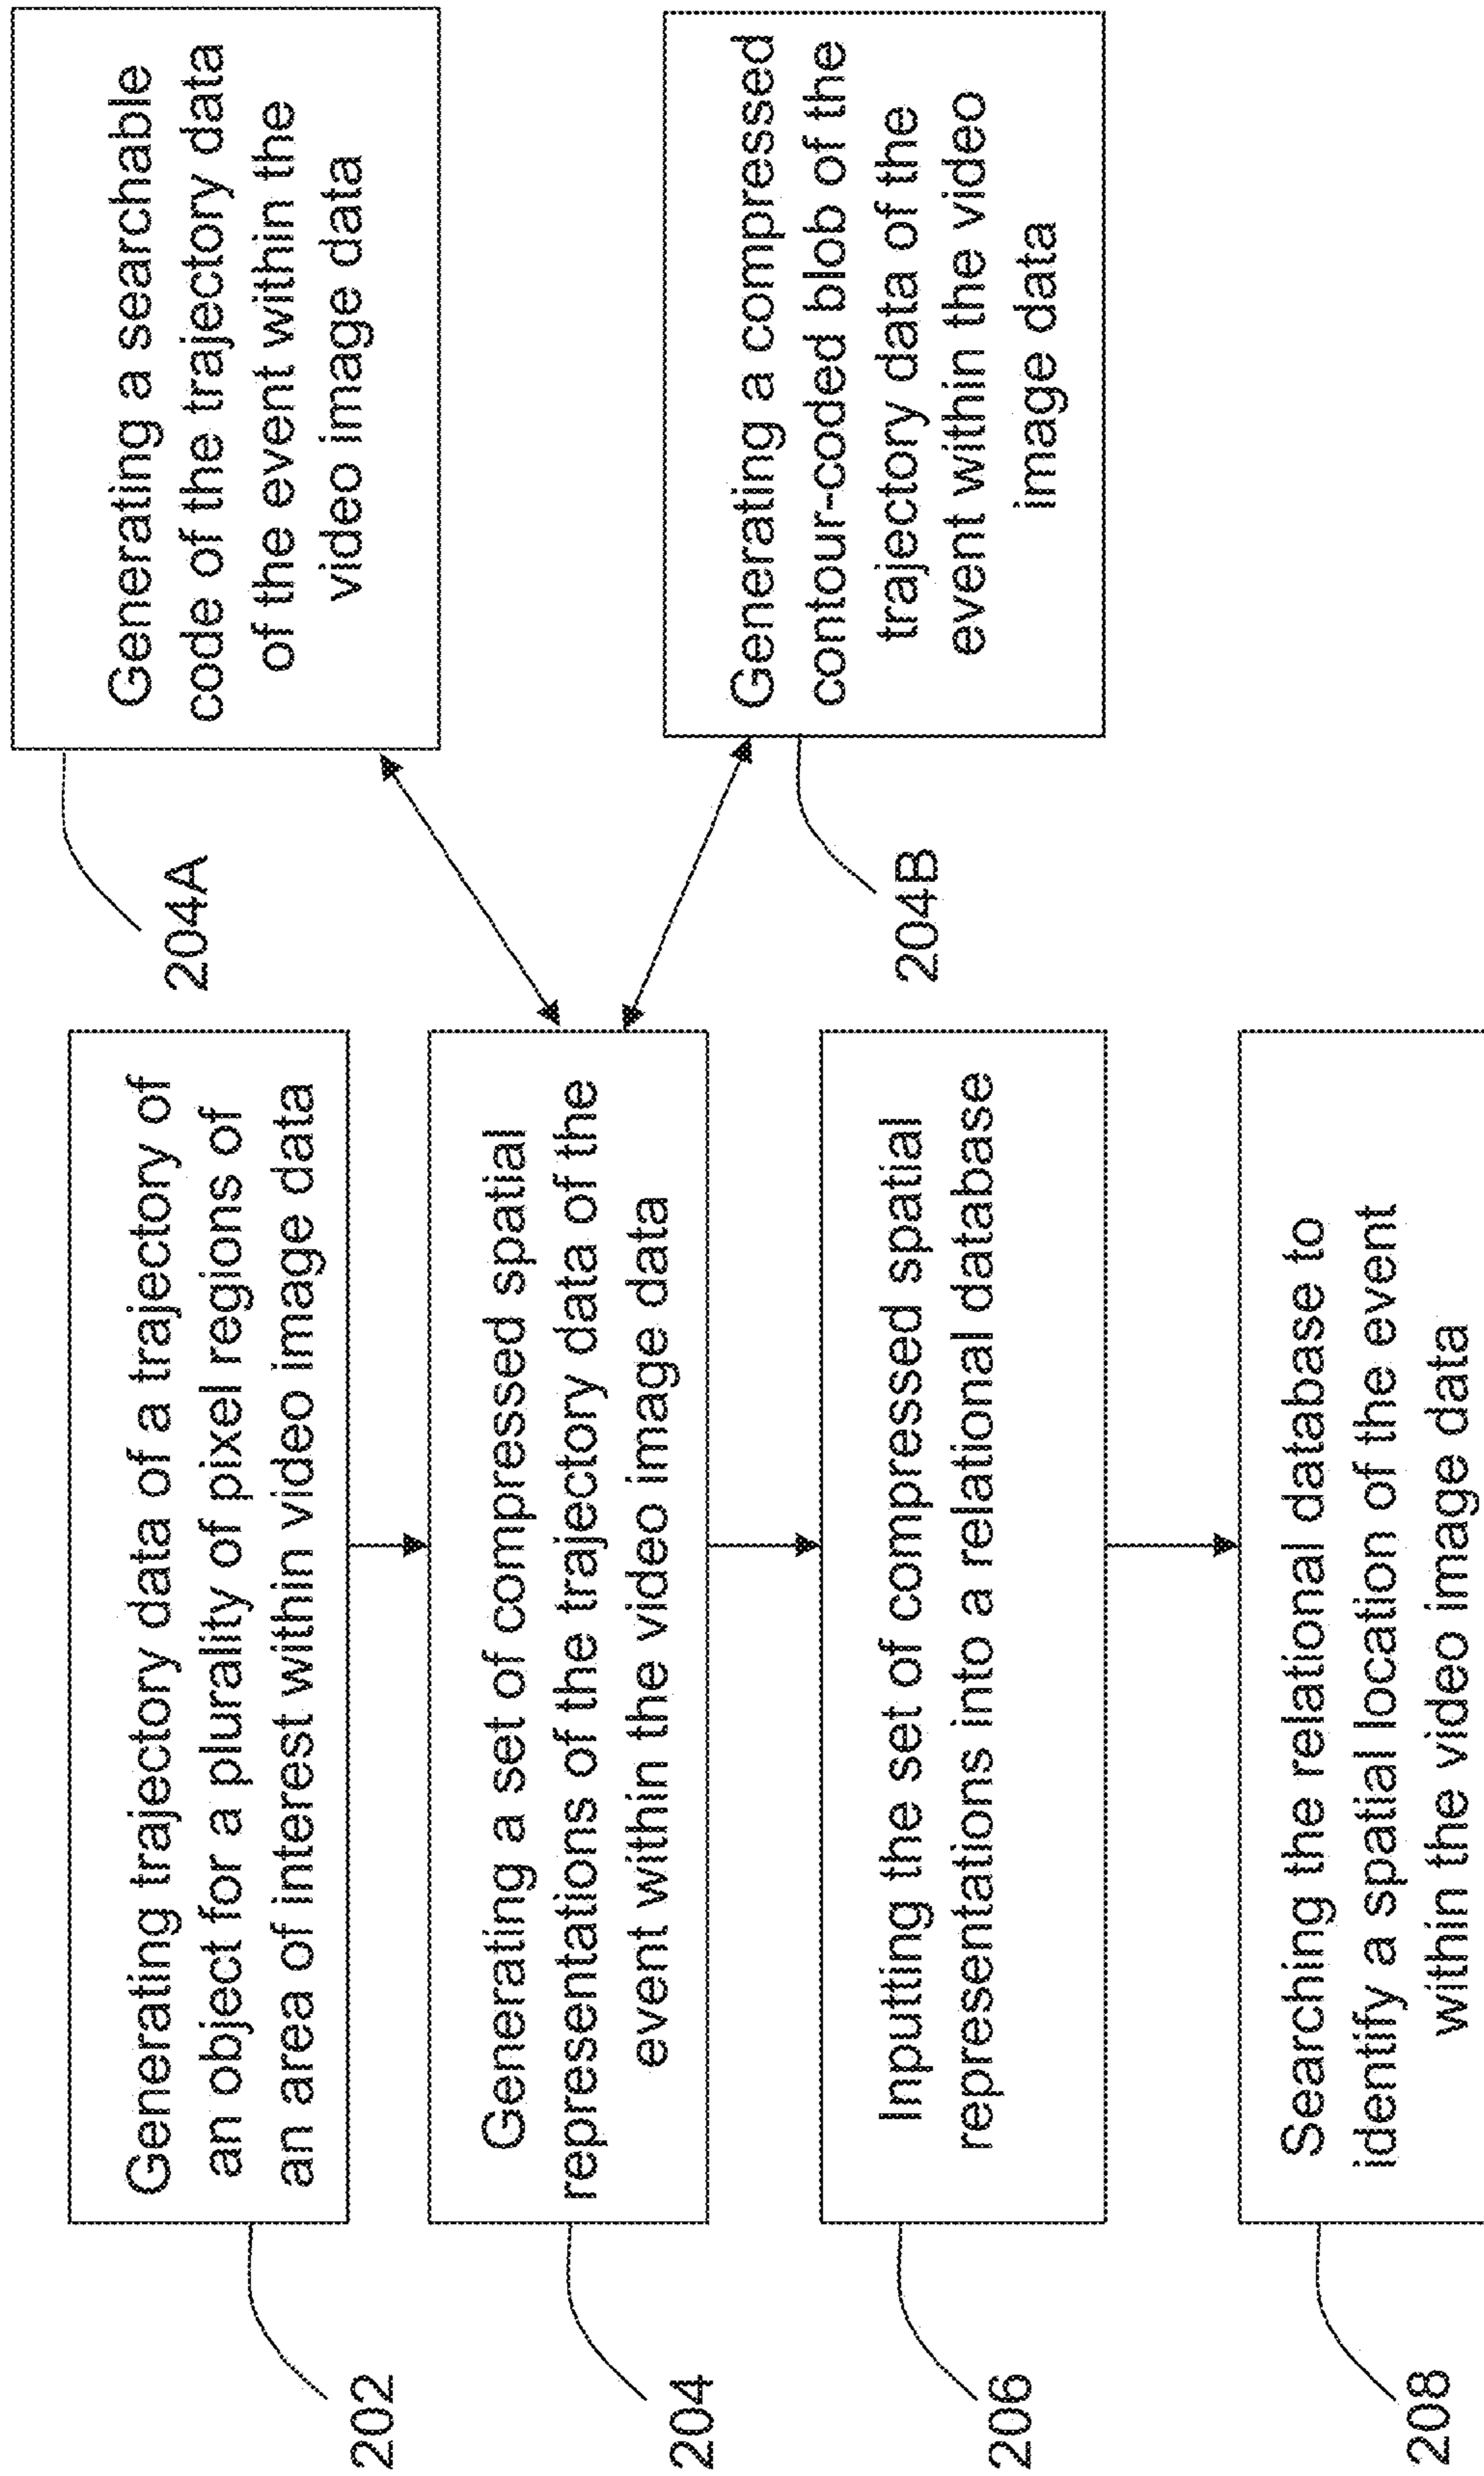 202
Generating trajectory data of a trajectory of
an object for a plurality of pixel regions of
an area of interest within video image data
204
Generating a set of compressed spatial
representations of the trajectory data of the
event within the video image data
204A
Generating a searchable
code of the trajectory data
of the event within the
video image data
204B
Generating a compressed
contour-coded blob of the
trajectory data of the
event within the video
image data
206
Inputting the set of compressed spatial
representations into a relational database
208
Searching the relational database to
identify a spatial location of the event
within the video image data